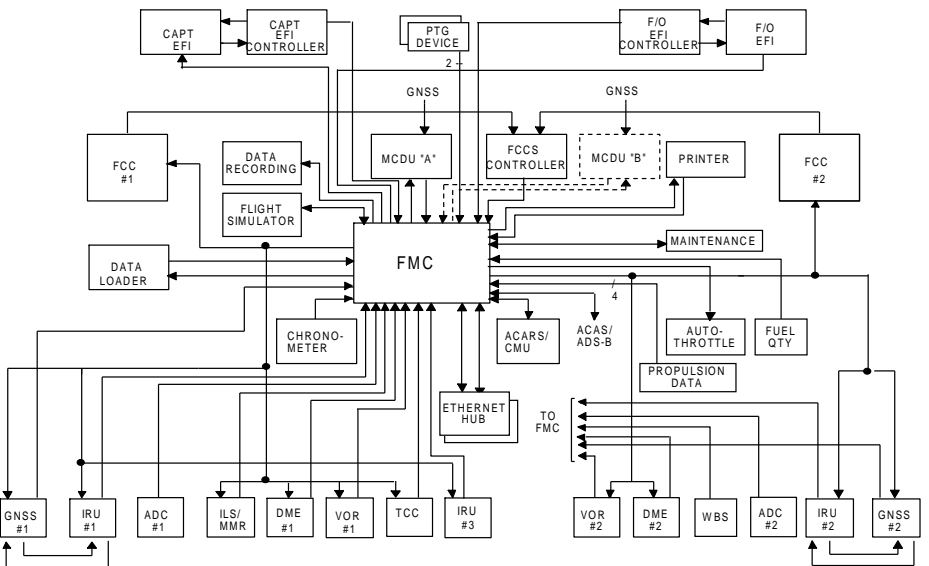 CAPT
EFI
CAPT
EFI
CONTROLLER
PTG
DEVICE
F/O
EFI
CONTROLLER
F/O
EFI
2
GNSS
GNSS
FCC
#1
DATA
RECORDING
MCDU "A"
FCCS
CONTROLLER
MCDU "B"
PRINTER
FCC
#2
FLIGHT
SIMULATOR
FMC
MAINTENANCE
DATA
LOADER
/
4
CHRONO-
METER
ACARS/
CMU
ACAS/
ADS-B
AUTO-
THROTTLE
FUEL
QTY
PROPULSION
DATA
ETHERNET
HUB
TO
FMC
GNSS
#1
IRU
#1
ADC
#1
ILS/
MMR
DME
#1
VOR
#1
TCC
IRU
#3
VOR
#2
DME
#2
WBS
ADC
#2
IRU
#2
GNSS
#2